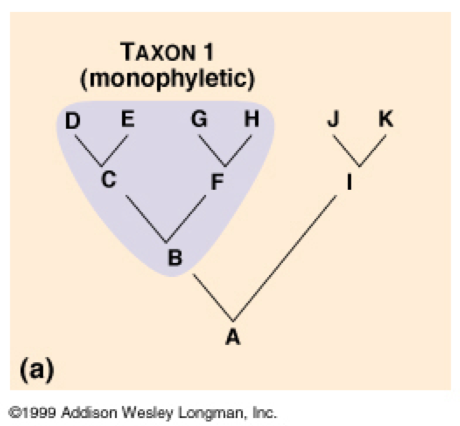 TAXON 1
(monophyletic)
D E G H J K
C F I
B
A
(a)
©1999 Addison Wesley Longman, Inc.